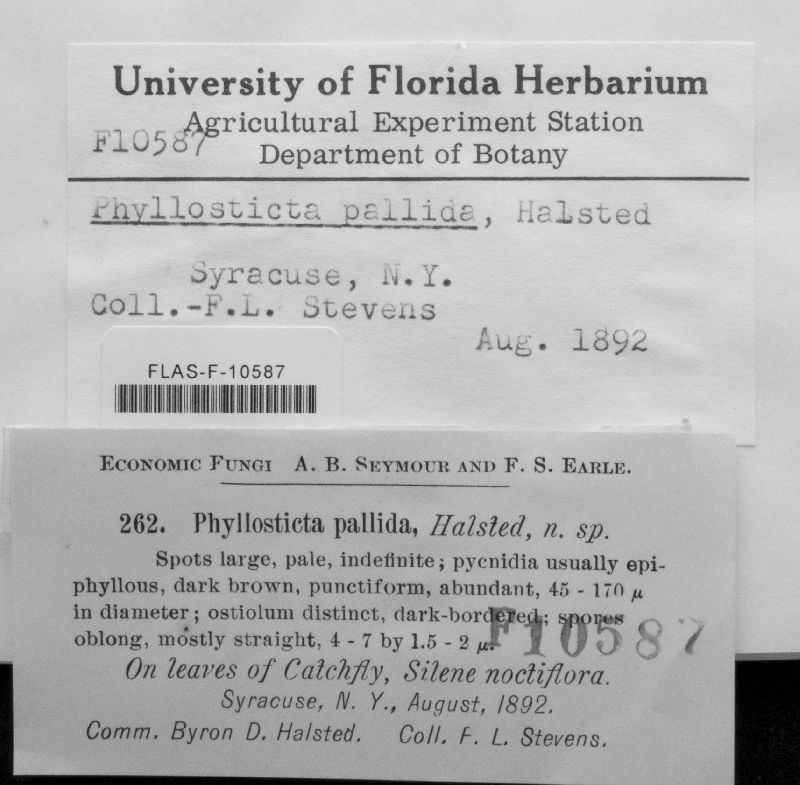 University of Florida Herbarium
Agricultural Experiment Station
F10587
Department of Botany
Phyllosticta pallida, Halsted
Syracuse, N.Y.
Coll.-F.L. Stevens
Aug. 1892
FLAS-F-10587
Economic Fungi A. B. Seymour and F. S. Earle.
262. Phyllosticta pallida, Halsted, n. sp.
Spots large, pale, indefinite; pycnidia usually epi-
phyllous, dark brown, punctiform, abundant, 45 - 170 μ
in diameter; ostiolum distinct, dark-bordered; spores
oblong, mostly straight, 4 - 7 by 1.5 - 2 μ.
F10587
On leaves of Catchfly, Silene noctiflora.
Syracuse, N. Y., August, 1892.
Comm. Byron D. Halsted. Coll. F. L. Stevens.